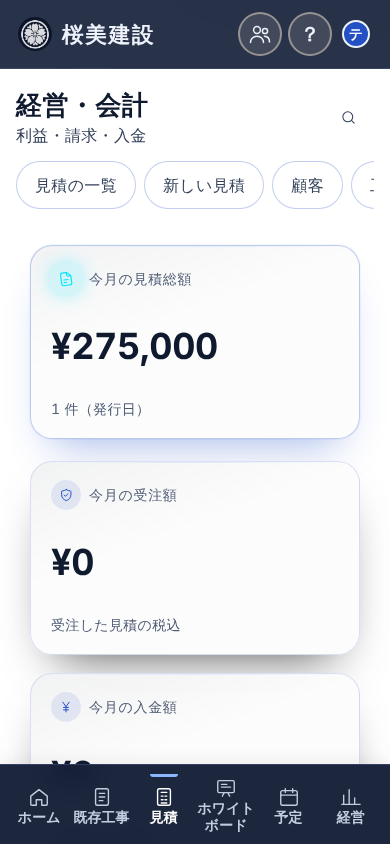 桜美建設
?
テ
経営・会計
利益・請求・入金
見積の一覧
新しい見積
顧客
今月の見積総額
¥275,000
1 件（発行日）
今月の受注額
¥0
受注した見積の税込
今月の入金額
ホーム
既存工事
見積
ホワイト
ボード
予定
経営